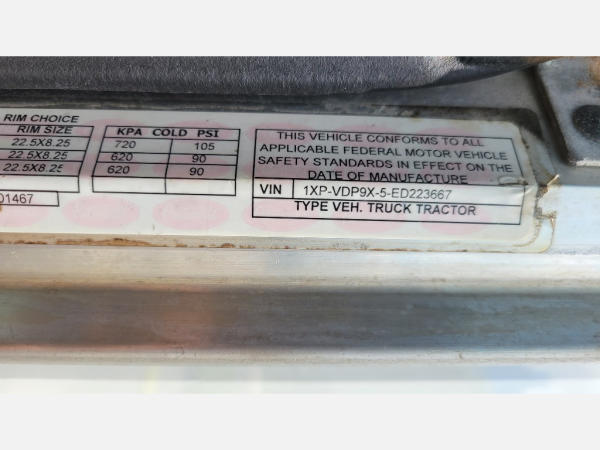 RIM CHOICE
RIM SIZE KPA COLD PSI
22.5X8.25 720 105
22.5X8.25 620 90
22.5X8.25 620 90
01467
THIS VEHICLE CONFORMS TO ALL
APPLICABLE FEDERAL MOTOR VEHICLE
SAFETY STANDARDS IN EFFECT ON THE
DATE OF MANUFACTURE
VIN 1XP-VDP9X-5-ED223667
TYPE VEH. TRUCK TRACTOR